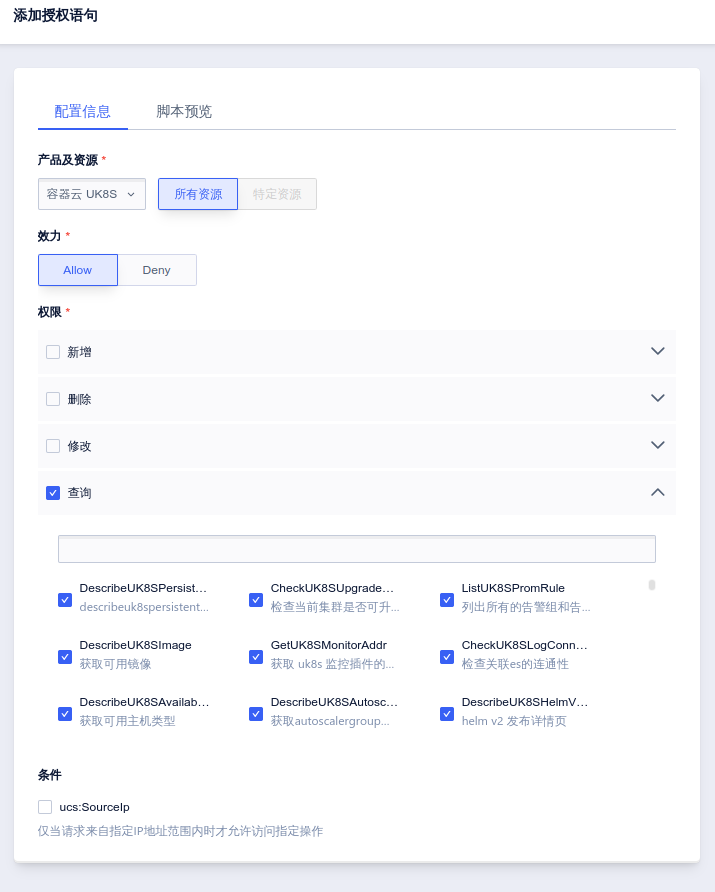 添加授权语句
配置信息 脚本预览
产品及资源 *
容器云 UK8S 所有资源 特定资源
效力 *
Allow Deny
权限 *
新增
删除
修改
查询
DescribeUK8SPersist… CheckUK8SUpgrade… ListUK8SPromRule
describeuk8spersistent... 检查当前集群是否可升... 列出所有的告警组和告...
DescribeUK8SImage GetUK8SMonitorAddr CheckUK8SLogConn…
获取可用镜像 获取 uk8s 监控插件的... 检查关联es的连通性
DescribeUK8SAvailab… DescribeUK8SAutosc… DescribeUK8SHelmV…
获取可用主机类型 获取autoscalergroup... helm v2 发布详情页
条件
ucs:SourceIp
仅当请求来自指定IP地址范围内时才允许访问指定操作